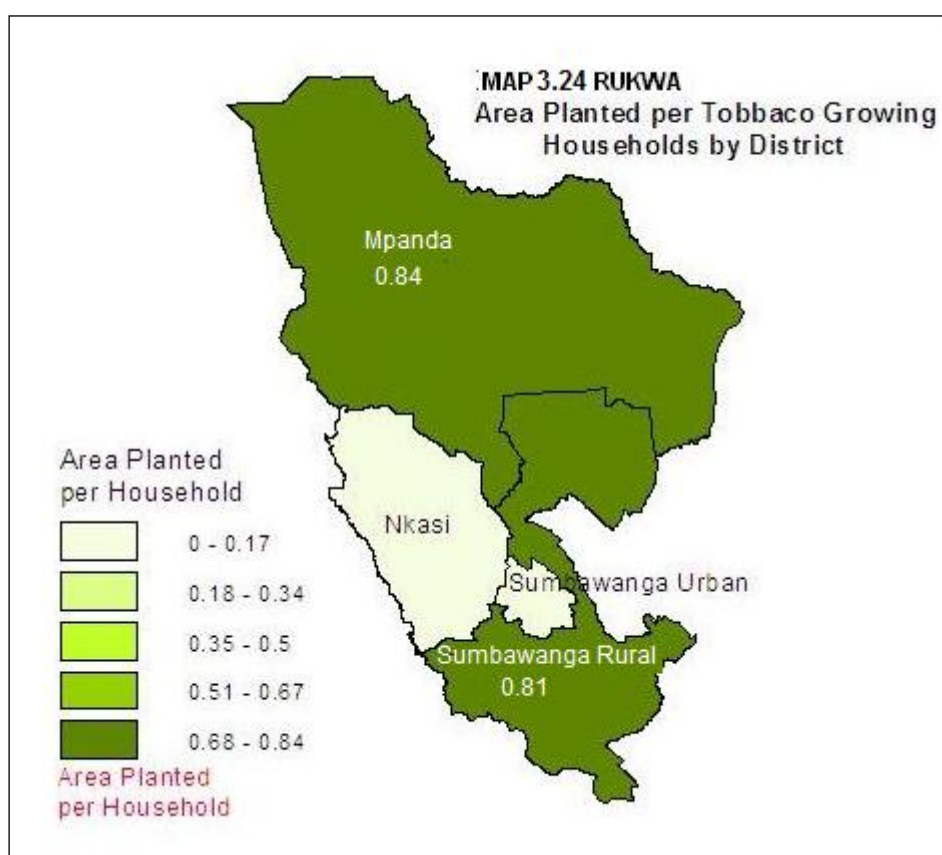 MAP 3.24 RUKWA
Area Planted per Tobbaco Growing
Households by District
Mpanda
0.84
Nkasi
Sumbawanga Urban
Sumbawanga Rural
0.81
Area Planted
per Household
0 - 0.17
0.18 - 0.34
0.35 - 0.5
0.51 - 0.67
0.68 - 0.84
Area Planted
per Household